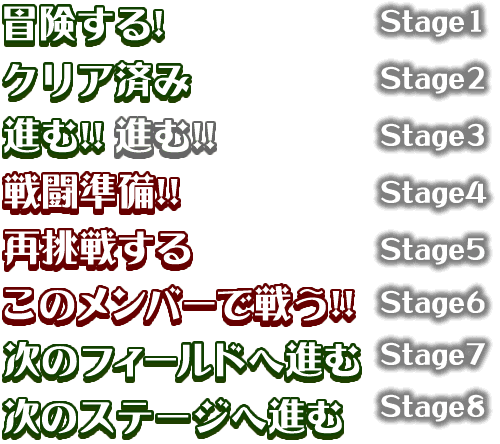 冒険する! Stage1
クリア済み Stage2
進む!! 進む!! Stage3
戦闘準備!! Stage4
再挑戦する Stage5
このメンバーで戦う!! Stage6
次のフィールドへ進む Stage7
次のステージへ進む Stage8